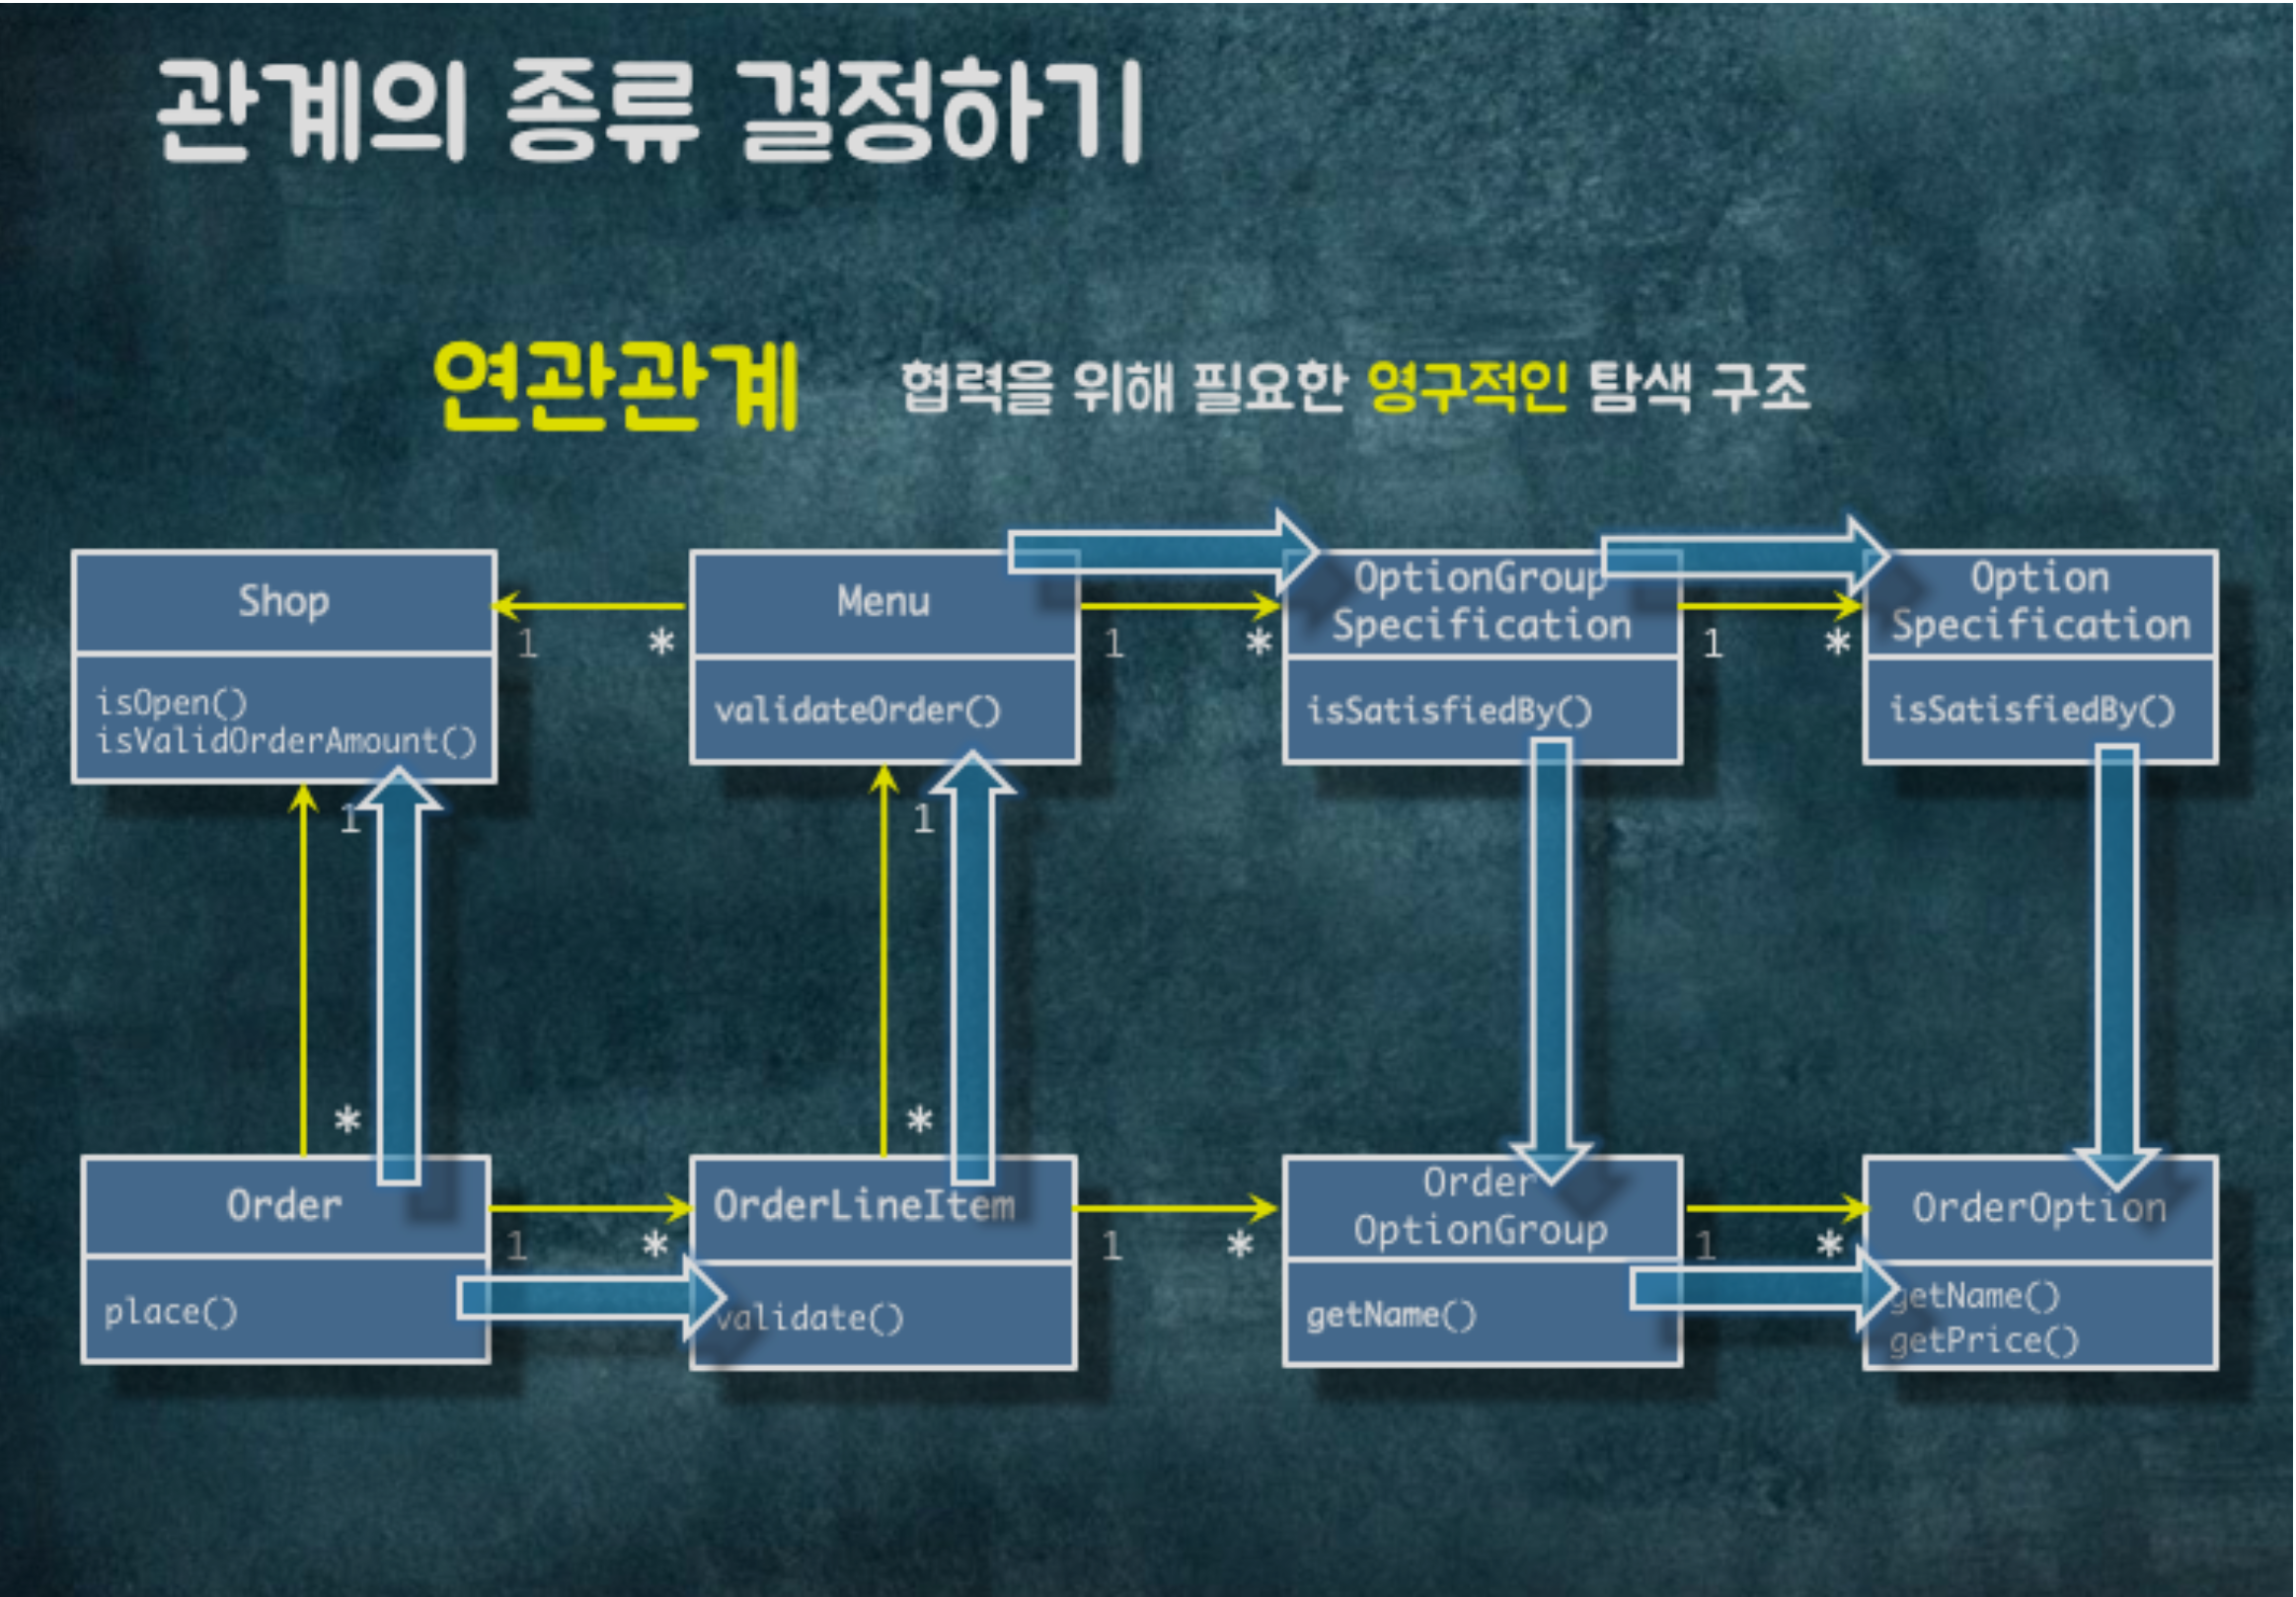 관계의 종류 결정하기
연관관계 협력을 위해 필요한 영구적인 탐색 구조
Shop
isOpen()
isValidOrderAmount()
1
*
Menu
validateOrder()
1
*
OptionGroup
Specification
isSatisfiedBy()
1
*
Option
Specification
isSatisfiedBy()
1
*
1
*
Order
place()
1
*
OrderLineItem
validate()
1
*
Order
OptionGroup
getName()
1
*
OrderOption
getName()
getPrice()